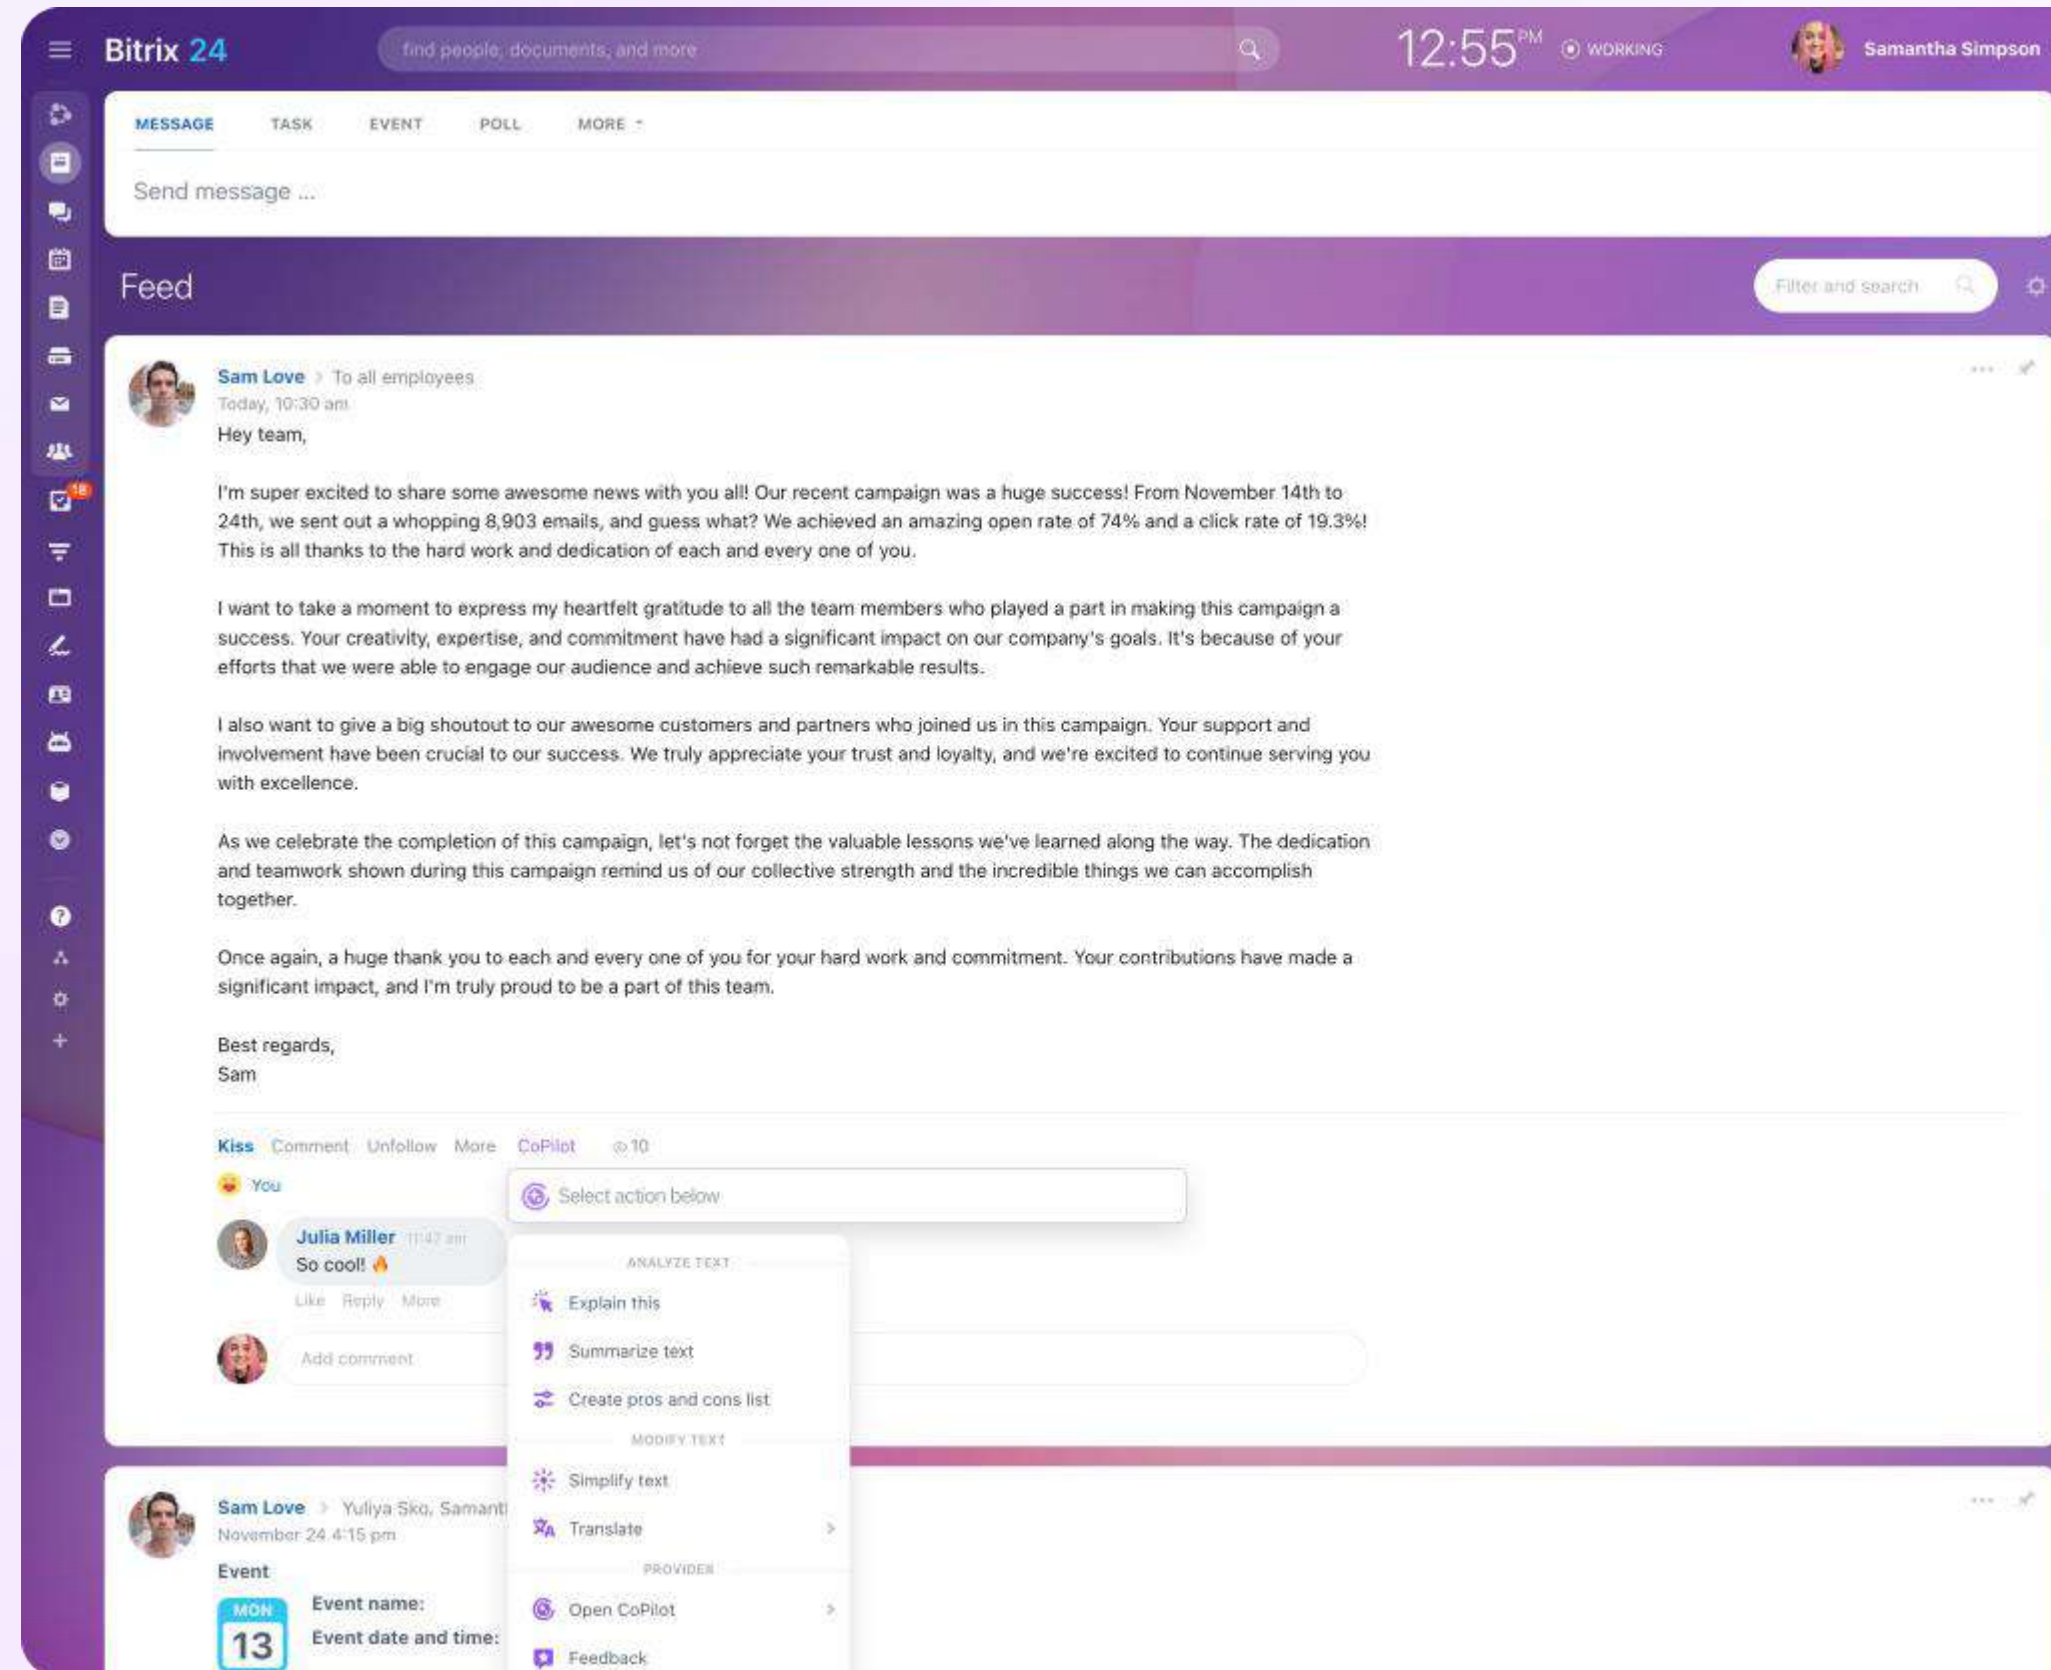 Bitrix 24
find people, documents, and more
12:55 PM
WORKING
Samantha Simpson
MESSAGE TASK EVENT POLL MORE
Send message ...
Feed
Filter and search
Sam Love > To all employees
Today, 10:30 am
Hey team,
I'm super excited to share some awesome news with you all! Our recent campaign was a huge success! From November 14th to
24th, we sent out a whopping 8,903 emails, and guess what? We achieved an amazing open rate of 74% and a click rate of 19.3%!
This is all thanks to the hard work and dedication of each and every one of you.
I want to take a moment to express my heartfelt gratitude to all the team members who played a part in making this campaign a
success. Your creativity, expertise, and commitment have had a significant impact on our company's goals. It's because of your
efforts that we were able to engage our audience and achieve such remarkable results.
I also want to give a big shoutout to our awesome customers and partners who joined us in this campaign. Your support and
involvement have been crucial to our success. We truly appreciate your trust and loyalty, and we're excited to continue serving you
with excellence.
As we celebrate the completion of this campaign, let's not forget the valuable lessons we've learned along the way. The dedication
and teamwork shown during this campaign remind us of our collective strength and the incredible things we can accomplish
together.
Once again, a huge thank you to each and every one of you for your hard work and commitment. Your contributions have made a
significant impact, and I'm truly proud to be a part of this team.
Best regards,
Sam
18
Kiss Comment Unfollow More CoPilot 10
You
Select action below
Julia Miller 11:47 am
So cool! 🔥
Like Reply More
Add comment
ANALYZE TEXT
Explain this
Summarize text
Create pros and cons list
MODIFY TEXT
Simplify text
Translate
PROVIDER
Open CoPilot
Feedback
Sam Love > Yuliya Sko, Samant
November 24 4:15 pm
Event
MON
13
Event name:
Event date and time: